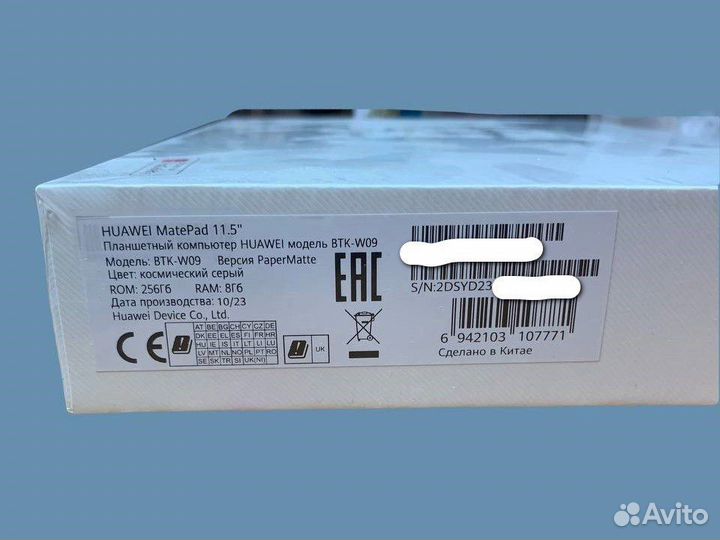 HUAWEI MatePad 11.5"
Планшетный компьютер HUAWEI модель BTK-W09
Модель: BTK-W09 Версия PaperMatte
Цвет: космический серый
ROM: 256Гб RAM: 8Гб
Дата производства: 10/23
Huawei Device Co., Ltd.
EAC
S/N:2DSYD23
6 942103 107771
Сделано в Китае
CE
AT BE BG CH CY CZ DE
DK EE EL ES FI FR HR
HU IE IS IT LI LT LU
LV MT NL NO PL PT RO
SE SK TR SI UK(NI)
UK
Avito